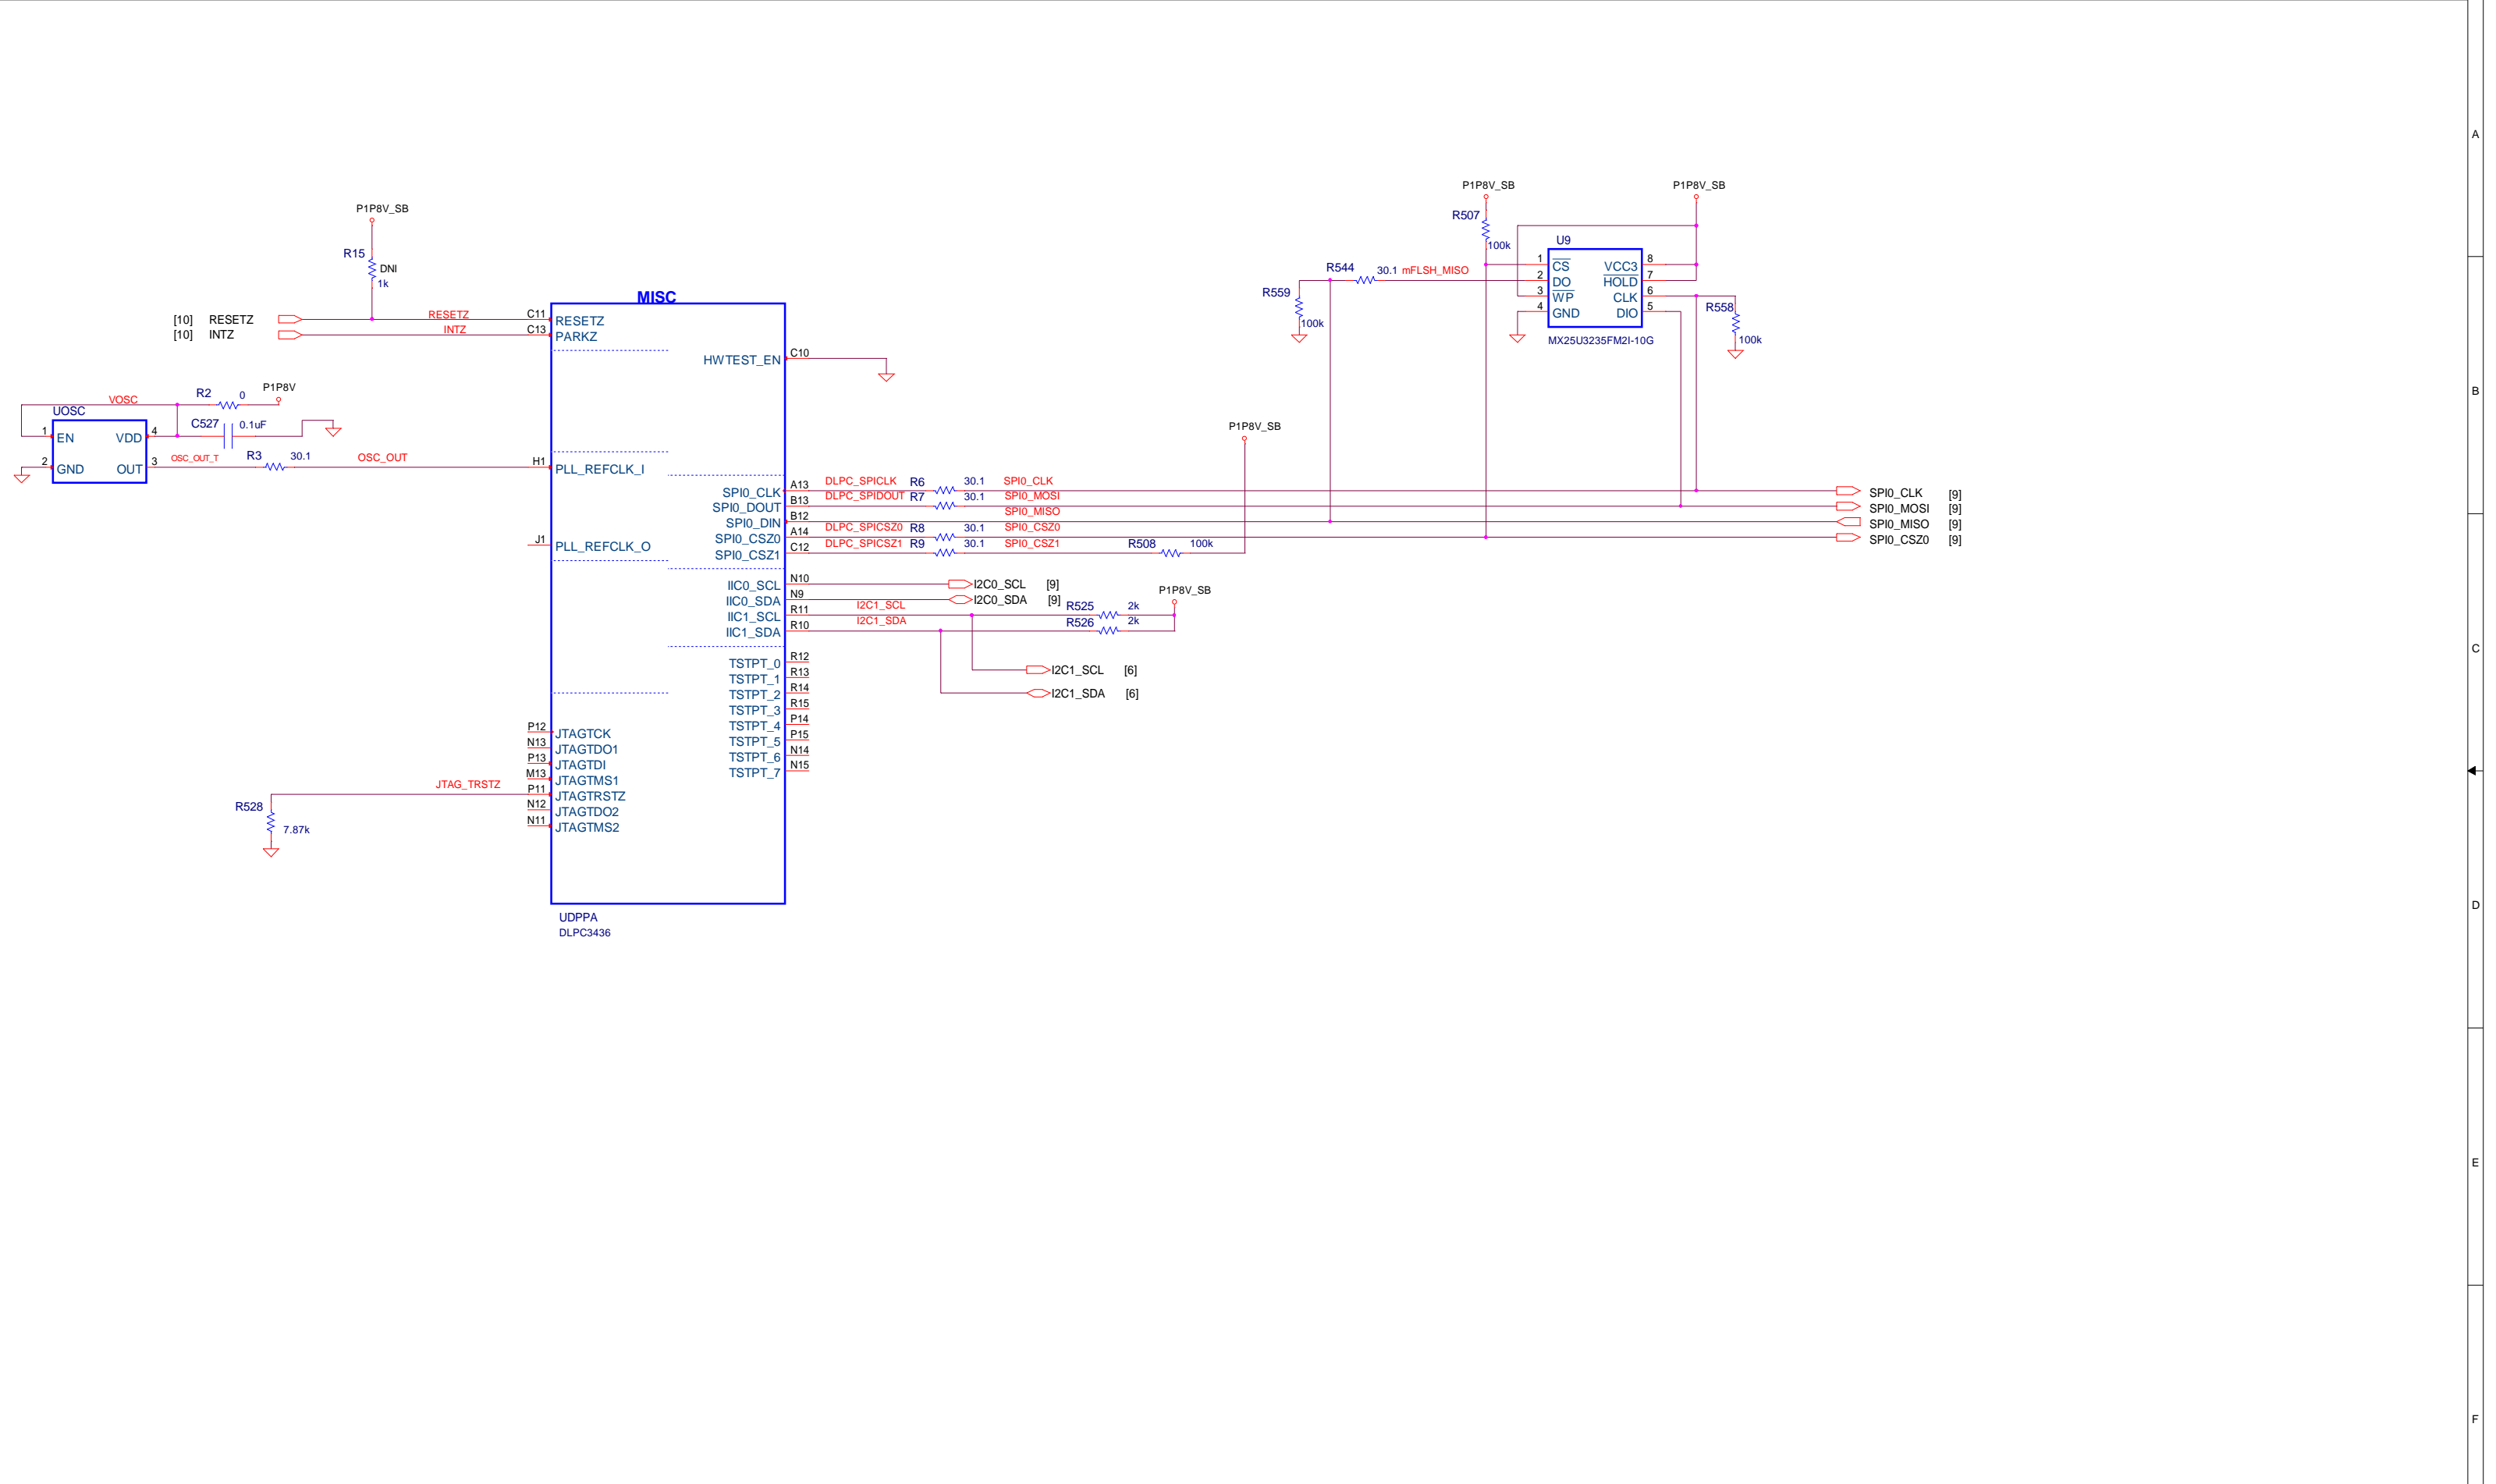 A
P1P8V_SB
P1P8V_SB
P1P8V_SB
R507
100k
U9
R15
DNI
1k
1 CS VCC3 8
2 DO HOLD 7
3 WP CLK 6
4 GND DIO 5
MX25U3235FM2I-10G
R544 30.1 mFLSH_MISO
R559
100k
R558
100k
MISC
[10] RESETZ RESETZ C11 RESETZ
[10] INTZ INTZ C13 PARKZ
HWTEST_EN C10
B
R2 0 P1P8V
VOSC
UOSC
C527 0.1uF
1 EN VDD 4
2 GND OUT 3
OSC_OUT_T R3 30.1 OSC_OUT H1 PLL_REFCLK_I
P1P8V_SB
SPI0_CLK A13 DLPC_SPICLK R6 30.1 SPI0_CLK SPI0_CLK [9]
SPI0_DOUT B13 DLPC_SPIDOUT R7 30.1 SPI0_MOSI SPI0_MOSI [9]
SPI0_DIN B12 SPI0_MISO SPI0_MISO [9]
SPI0_CSZ0 A14 DLPC_SPICSZ0 R8 30.1 SPI0_CSZ0 SPI0_CSZ0 [9]
SPI0_CSZ1 C12 DLPC_SPICSZ1 R9 30.1 SPI0_CSZ1 R508 100k
J1 PLL_REFCLK_O
IIC0_SCL N10 I2C0_SCL [9]
IIC0_SDA N9 I2C0_SDA [9]
P1P8V_SB
IIC1_SCL R11 I2C1_SCL R525 2k
IIC1_SDA R10 I2C1_SDA R526 2k
C
I2C1_SCL [6]
I2C1_SDA [6]
TSTPT_0 R12
TSTPT_1 R13
TSTPT_2 R14
TSTPT_3 R15
TSTPT_4 P14
TSTPT_5 P15
TSTPT_6 N14
TSTPT_7 N15
P12 JTAGTCK
N13 JTAGTDO1
P13 JTAGTDI
M13 JTAGTMS1
JTAG_TRSTZ P11 JTAGTRSTZ
N12 JTAGTDO2
N11 JTAGTMS2
R528
7.87k
UDPPA
DLPC3436
D
E
F